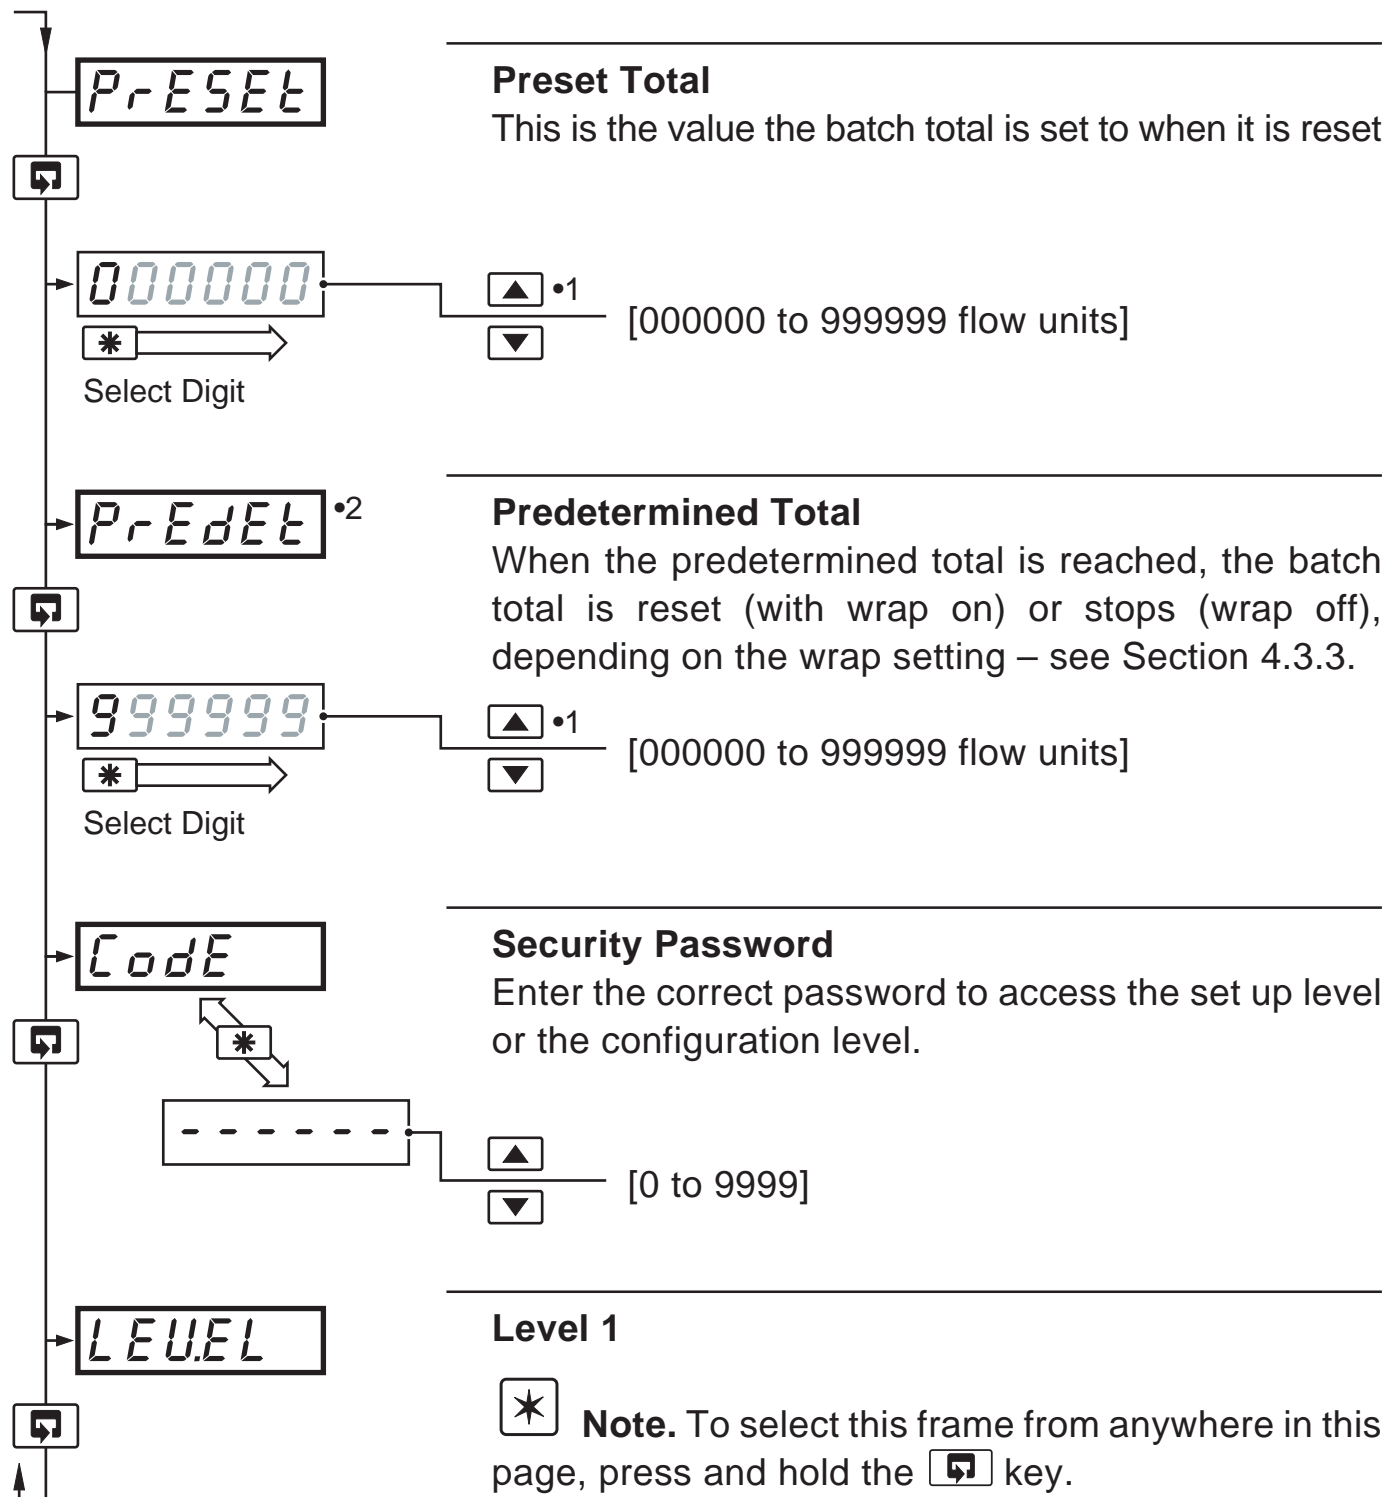 PrESEt
Preset Total
This is the value the batch total is set to when it is reset
000000
•1
[000000 to 999999 flow units]
Select Digit
PrEdEt •2
Predetermined Total
When the predetermined total is reached, the batch
total is reset (with wrap on) or stops (wrap off),
depending on the wrap setting – see Section 4.3.3.
999999
•1
[000000 to 999999 flow units]
Select Digit
CodE
Security Password
Enter the correct password to access the set up level
or the configuration level.
- - - - - -
[0 to 9999]
LEU.EL
Level 1
Note. To select this frame from anywhere in this
page, press and hold the key.